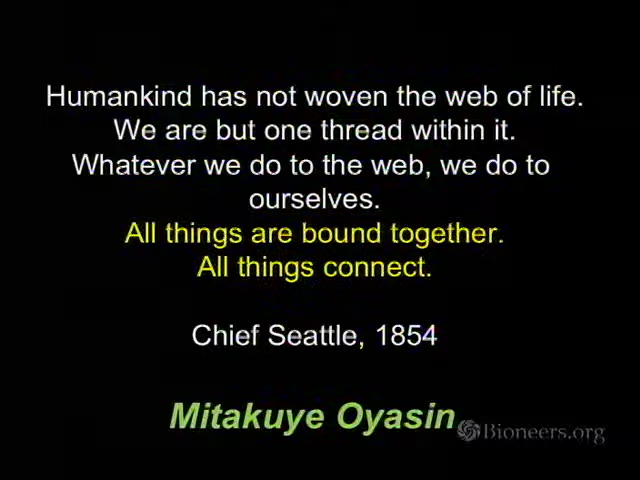 Humankind has not woven the web of life.
We are but one thread within it.
Whatever we do to the web, we do to
ourselves.
All things are bound together.
All things connect.
Chief Seattle, 1854
Mitakuye Oyasin
Bioneers.org